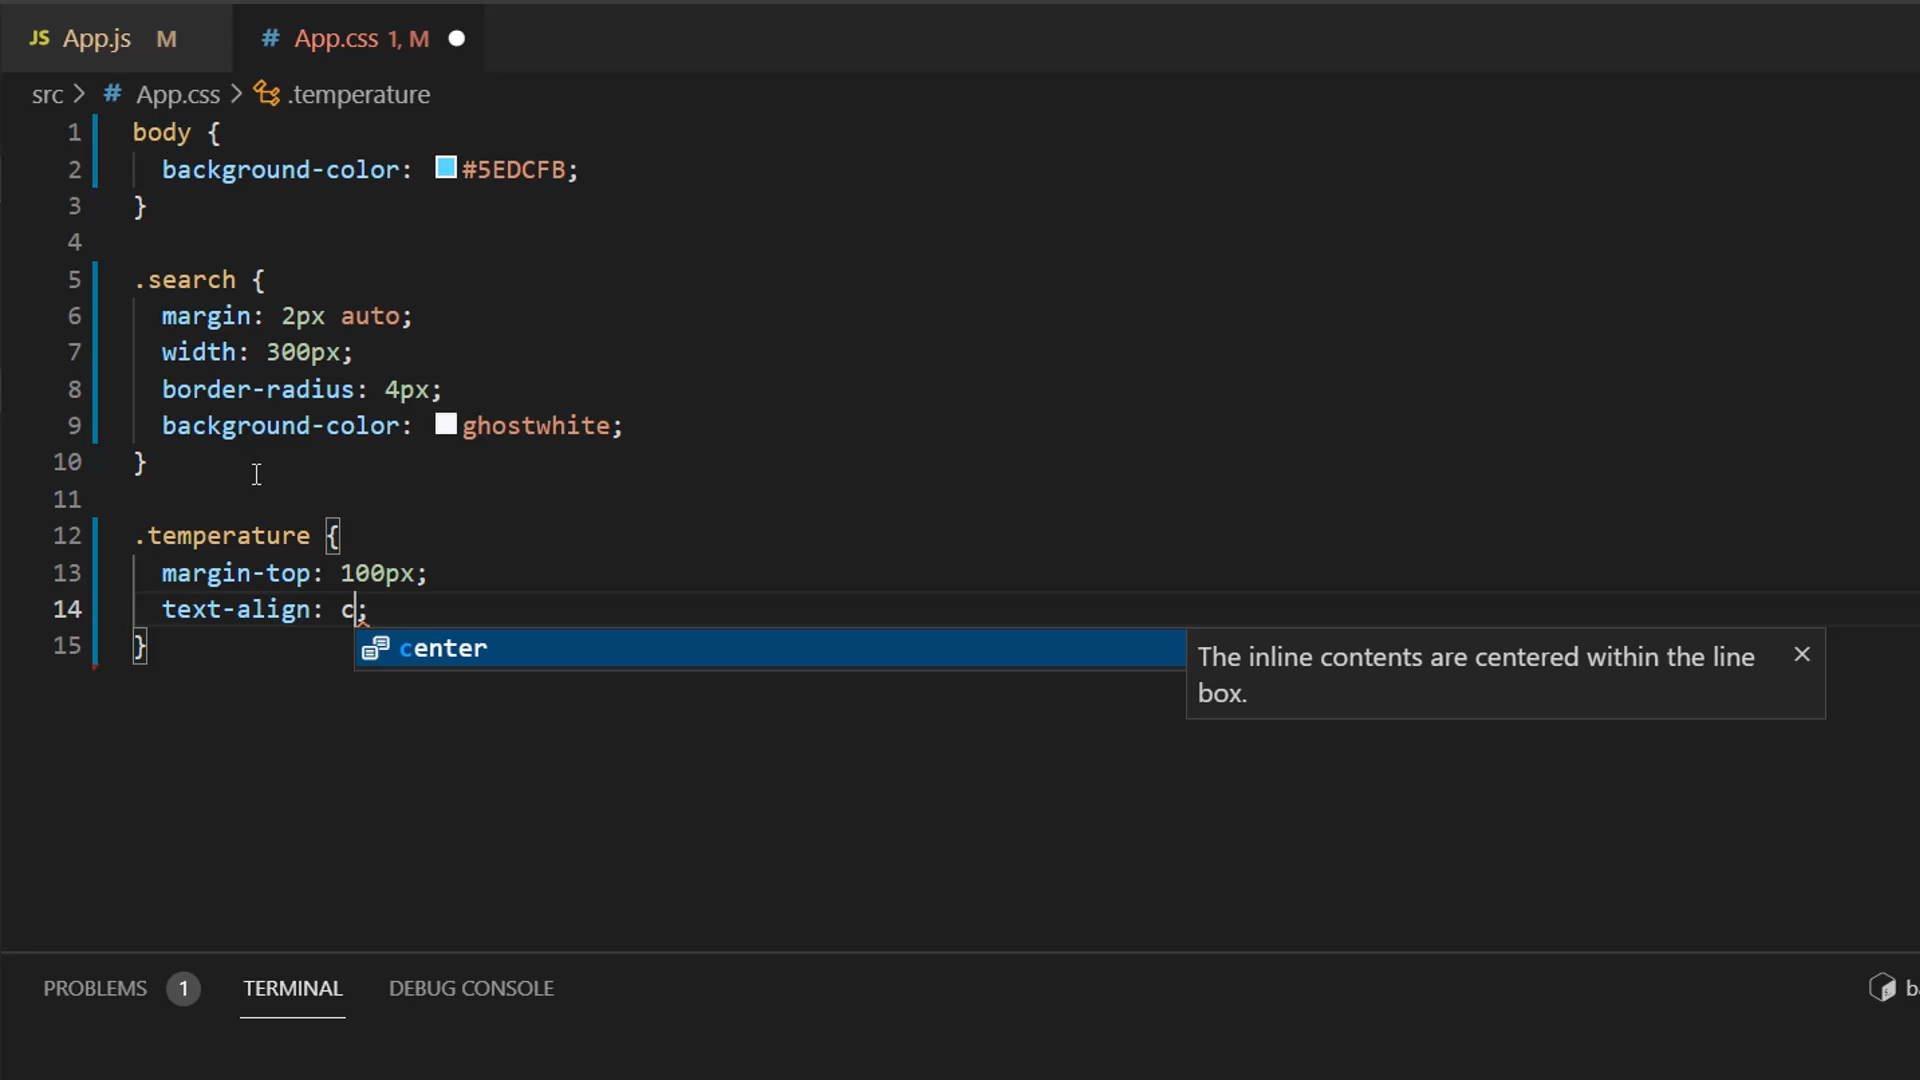 JS App.js M # App.css 1, M
src > # App.css > .temperature
1 body {
2 background-color: #5EDCFB;
3 }
4
5 .search {
6 margin: 2px auto;
7 width: 300px;
8 border-radius: 4px;
9 background-color: ghostwhite;
10 }
11
12 .temperature {
13 margin-top: 100px;
14 text-align: c;
15 }
center
The inline contents are centered within the line
box.
PROBLEMS 1 TERMINAL DEBUG CONSOLE